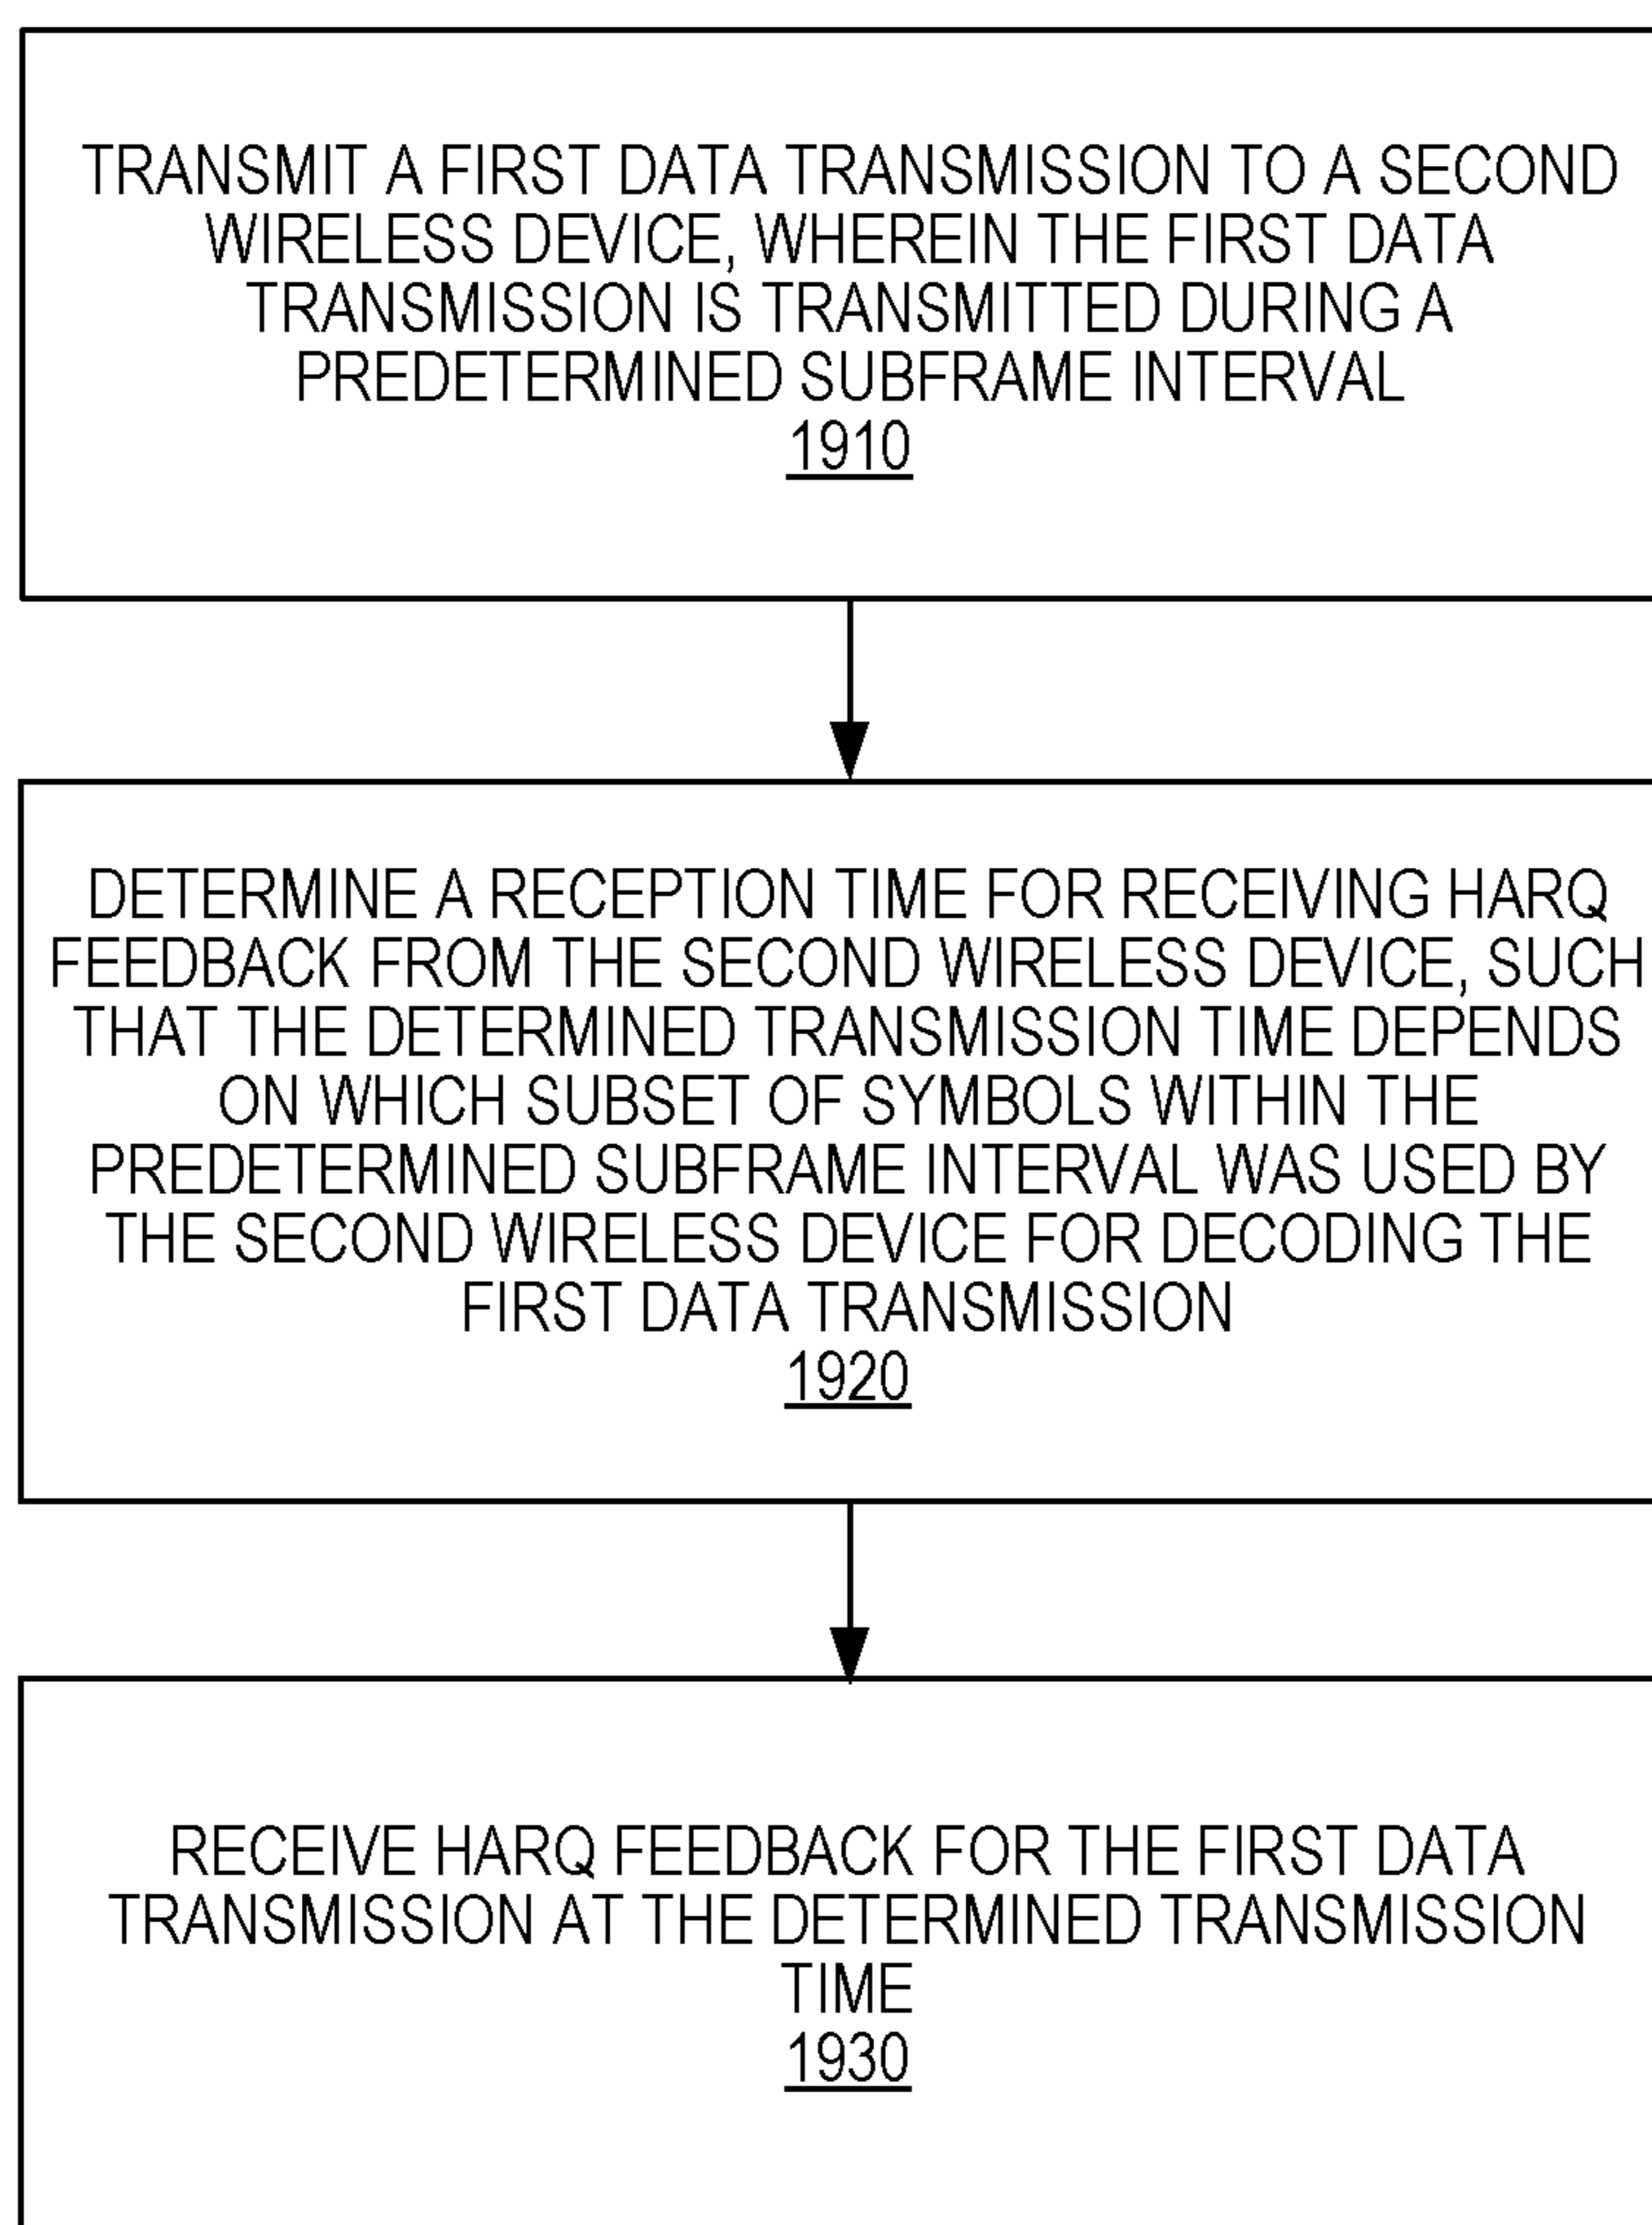 TRANSMIT A FIRST DATA TRANSMISSION TO A SECOND
WIRELESS DEVICE, WHEREIN THE FIRST DATA
TRANSMISSION IS TRANSMITTED DURING A
PREDETERMINED SUBFRAME INTERVAL
1910
DETERMINE A RECEPTION TIME FOR RECEIVING HARQ
FEEDBACK FROM THE SECOND WIRELESS DEVICE, SUCH
THAT THE DETERMINED TRANSMISSION TIME DEPENDS
ON WHICH SUBSET OF SYMBOLS WITHIN THE
PREDETERMINED SUBFRAME INTERVAL WAS USED BY
THE SECOND WIRELESS DEVICE FOR DECODING THE
FIRST DATA TRANSMISSION
1920
RECEIVE HARQ FEEDBACK FOR THE FIRST DATA
TRANSMISSION AT THE DETERMINED TRANSMISSION
TIME
1930